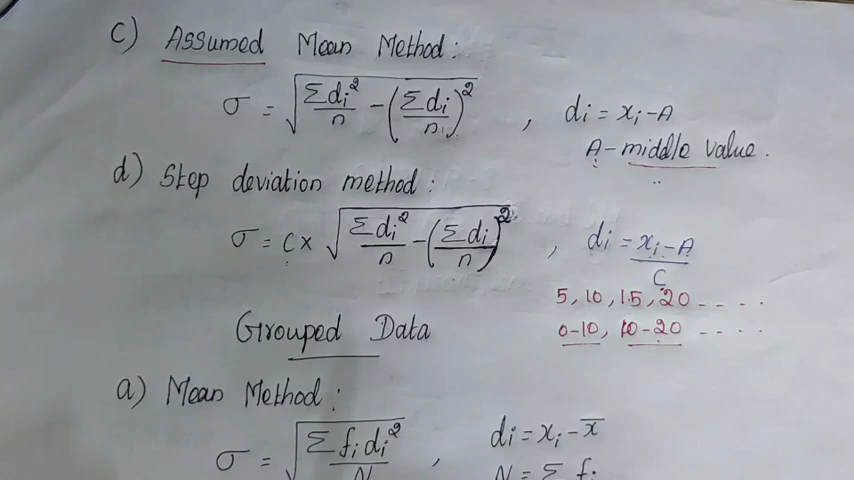 c) Assumed Mean Method :
σ = √(Σdi²/n − (Σdi/n)²) , di = xi − A
A − middle value.
d) Step deviation method :
σ = C × √(Σdi²/n − (Σdi/n)²) , di = xi − A / C
5, 10, 15, 20 - - - -
0-10, 10-20 - - - -
Grouped Data
a) Mean Method :
σ = √(Σfidi²/N) , di = xi − x̄
N = Σfi